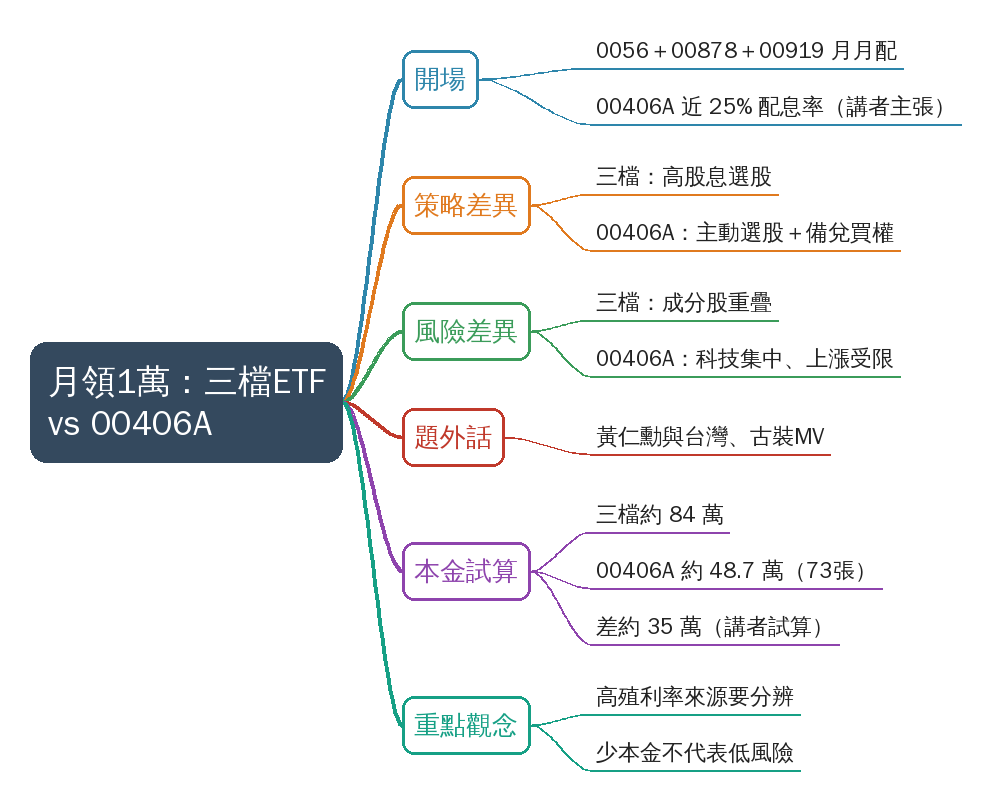 月領1萬：三檔ETF
vs 00406A
開場
0056＋00878＋00919 月月配
00406A 近 25% 配息率（講者主張）
策略差異
三檔：高股息選股
00406A：主動選股＋備兌買權
風險差異
三檔：成分股重疊
00406A：科技集中、上漲受限
題外話
黃仁勳與台灣、古裝MV
本金試算
三檔約 84 萬
00406A 約 48.7 萬（73張）
差約 35 萬（講者試算）
重點觀念
高殖利率來源要分辨
少本金不代表低風險